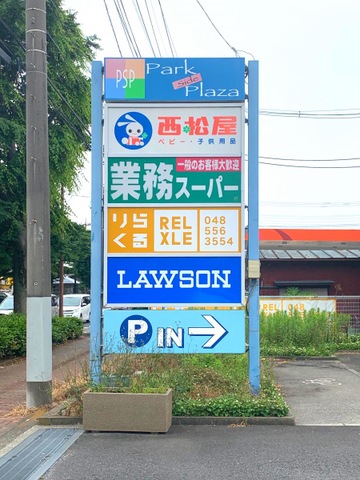 PSP Park Side Plaza
西松屋
ベビー・子供用品
一般のお客様大歓迎
業務スーパー
りらくる
REL
XLE
048
556
3554
LAWSON
P IN →
REL 048